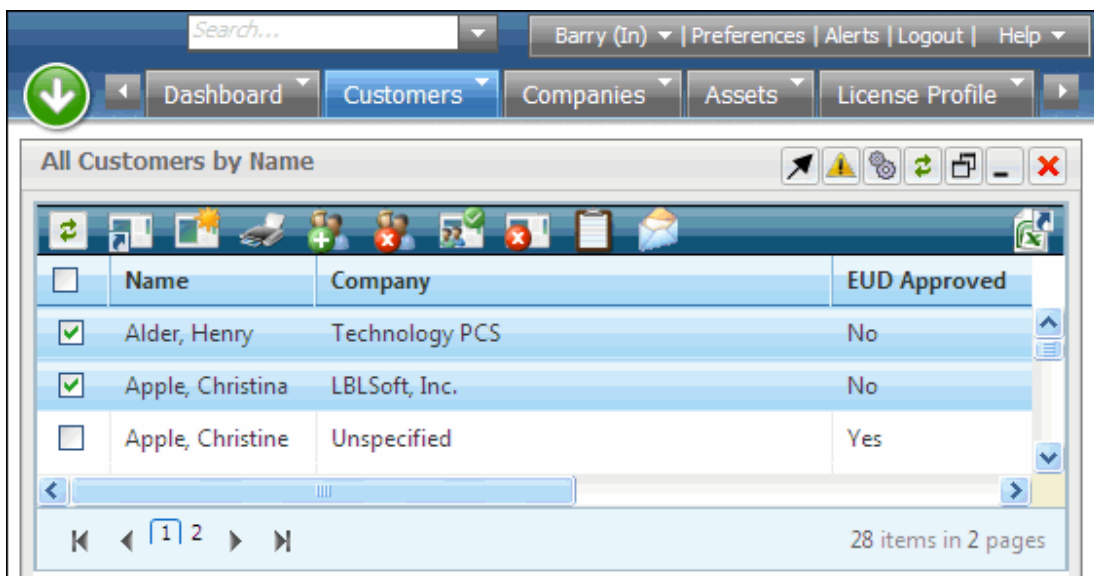 Search...
Barry (In) | Preferences | Alerts | Logout | Help
Dashboard Customers Companies Assets License Profile
All Customers by Name
Name Company EUD Approved
Alder, Henry Technology PCS No
Apple, Christina LBLSoft, Inc. No
Apple, Christine Unspecified Yes
1 2 28 items in 2 pages